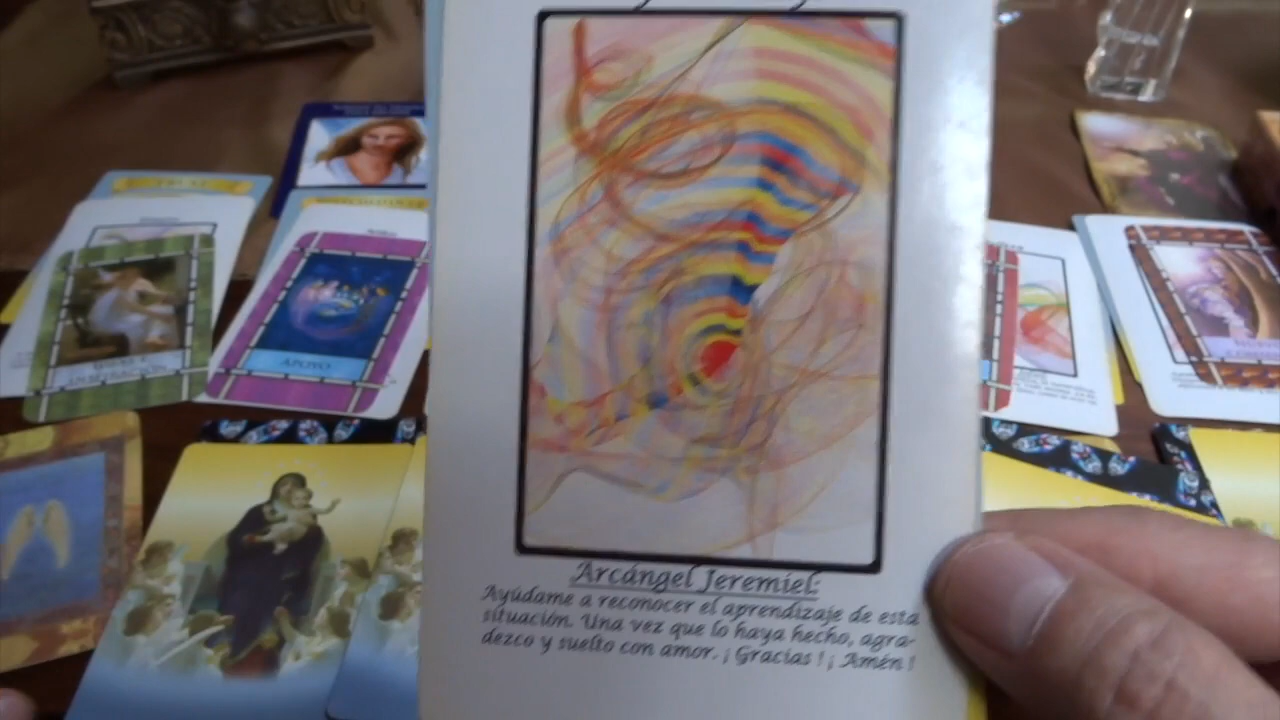 APOYO
Arcángel Jeremiel:
Ayúdame a reconocer el aprendizaje de esta
situación. Una vez que lo haya hecho, agra-
dezco y suelto con amor. ¡ Gracias ! ¡ Amén !